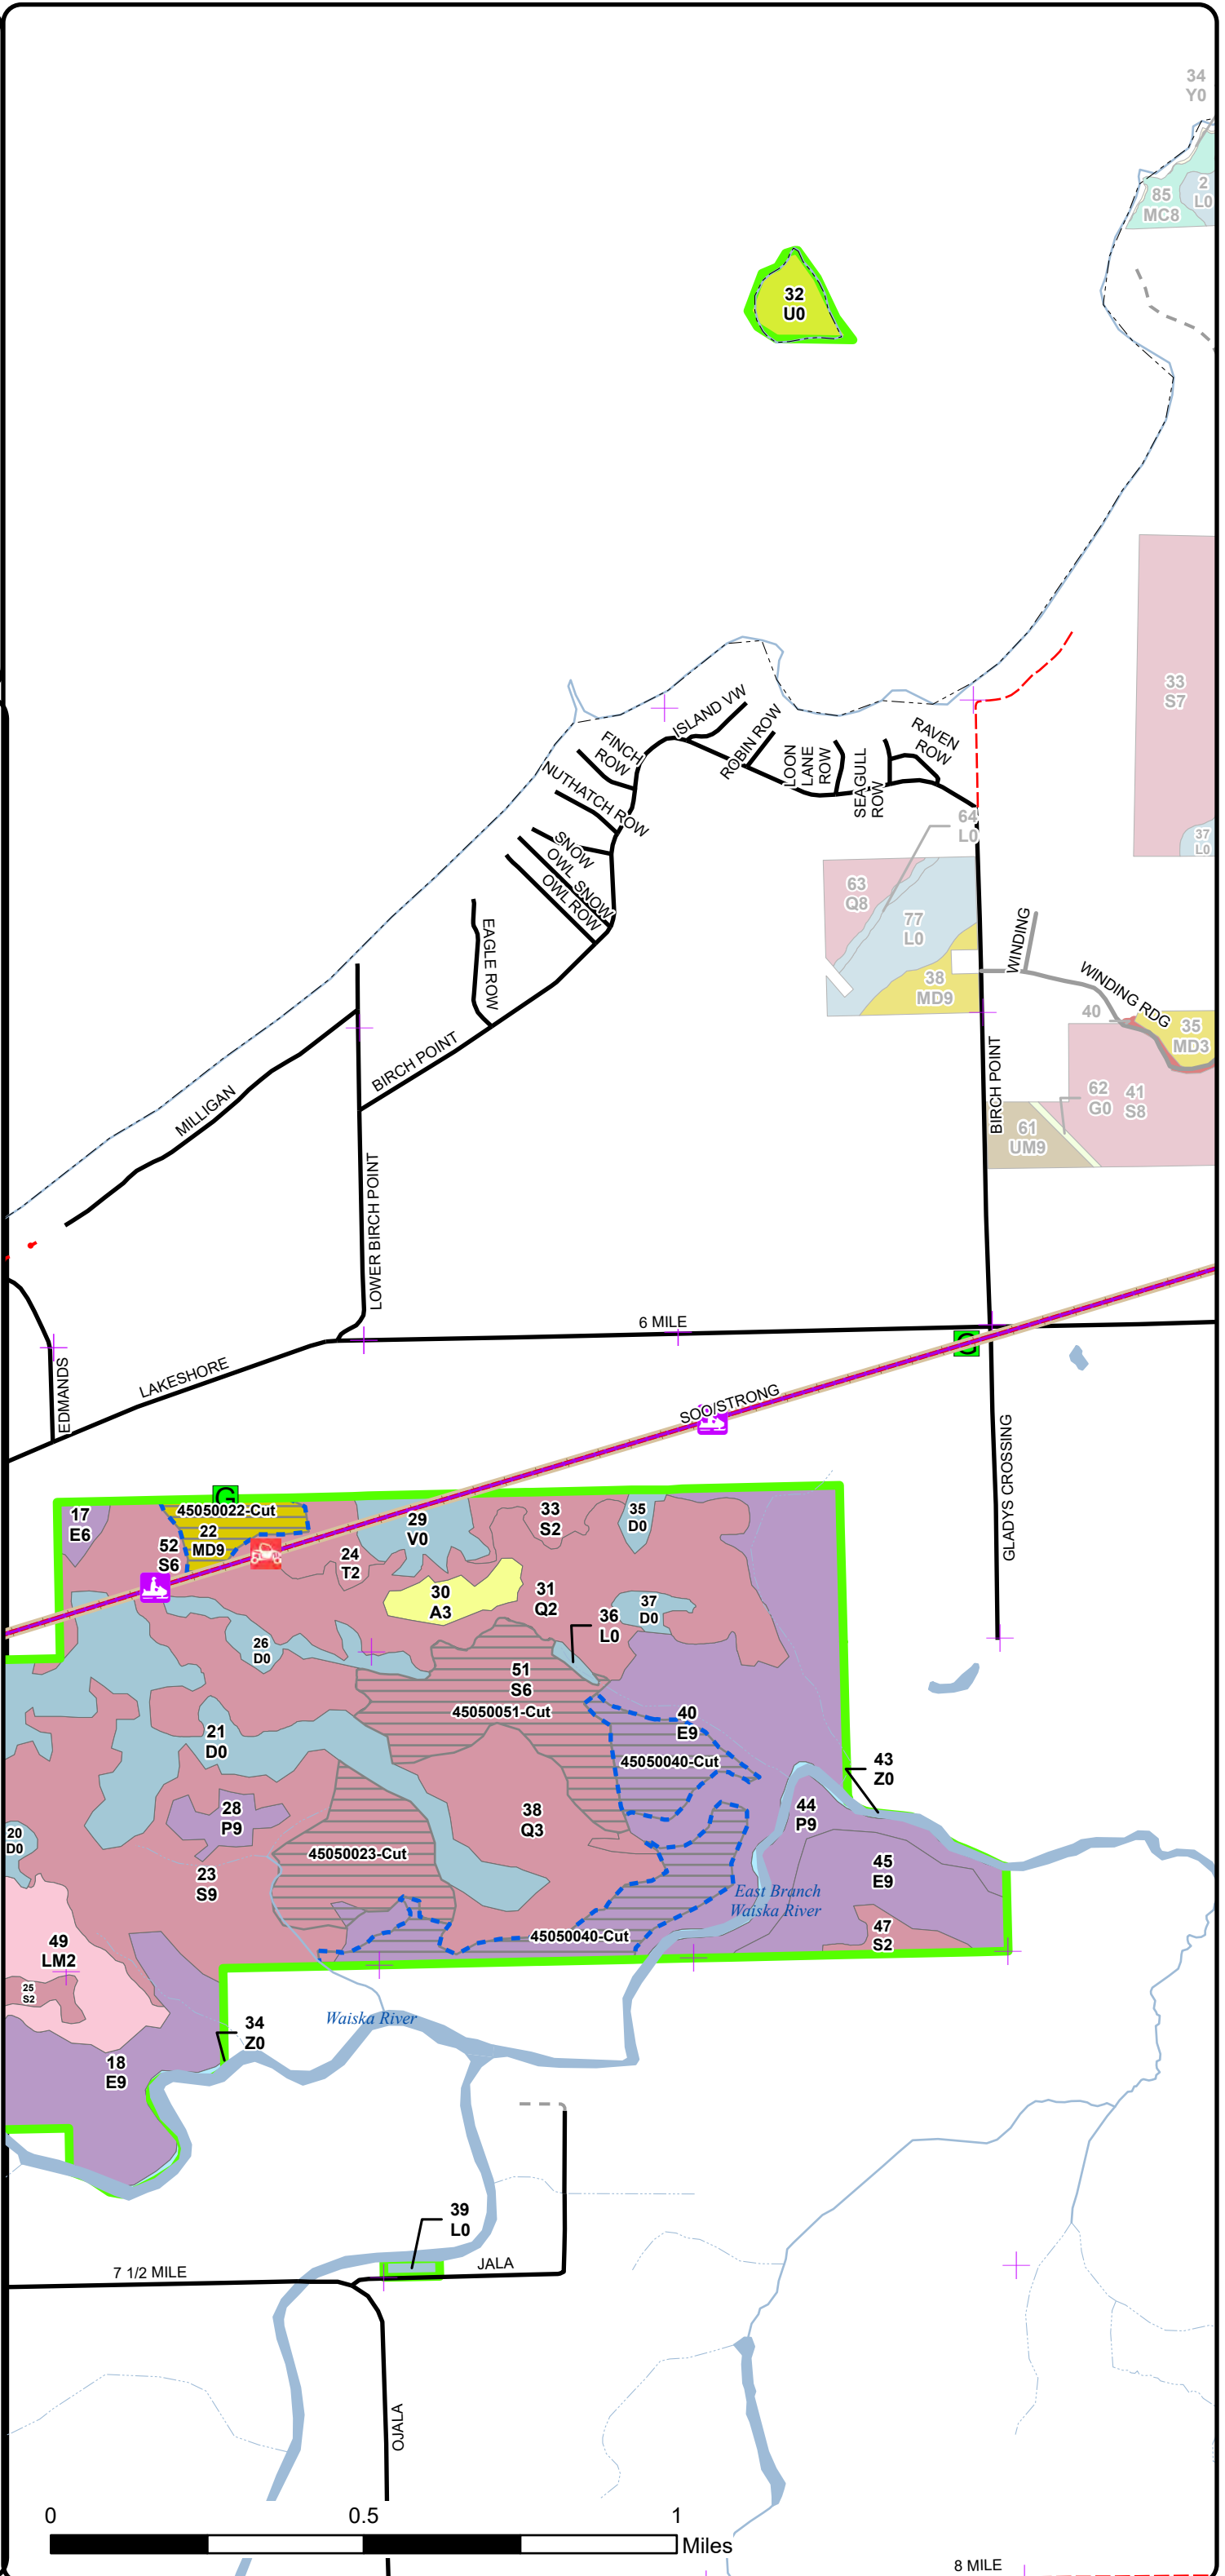 34
Y0
85
MC8
2
L0
32
U0
33
S7
37
L0
ISLAND VW
ROBIN ROW
FINCH
ROW
LOON
LANE
ROW
SEAGULL
ROW
RAVEN
ROW
NUTHATCH ROW
SNOW
OWL SNOW
OWL ROW
EAGLE ROW
64
L0
63
Q8
77
L0
38
MD9
WINDING
WINDING RDG
40
35
MD3
BIRCH POINT
BIRCH POINT
MILLIGAN
62
G0
41
S8
61
UM9
LOWER BIRCH POINT
6 MILE
G
EDMANDS
LAKESHORE
SOO/STRONG
GLADYS CROSSING
G
17
E6
45050022-Cut
22
MD9
52
S6
29
V0
33
S2
35
D0
24
T2
30
A3
31
Q2
37
D0
36
L0
26
D0
51
S6
45050051-Cut
40
E9
45050040-Cut
21
D0
43
Z0
28
P9
38
Q3
44
P9
20
D0
45050023-Cut
23
S9
45
E9
East Branch
Waiska River
47
S2
45050040-Cut
49
LM2
25
S2
Waiska River
34
Z0
18
E9
39
L0
7 1/2 MILE
JALA
OJALA
0 0.5 1
Miles
8 MILE